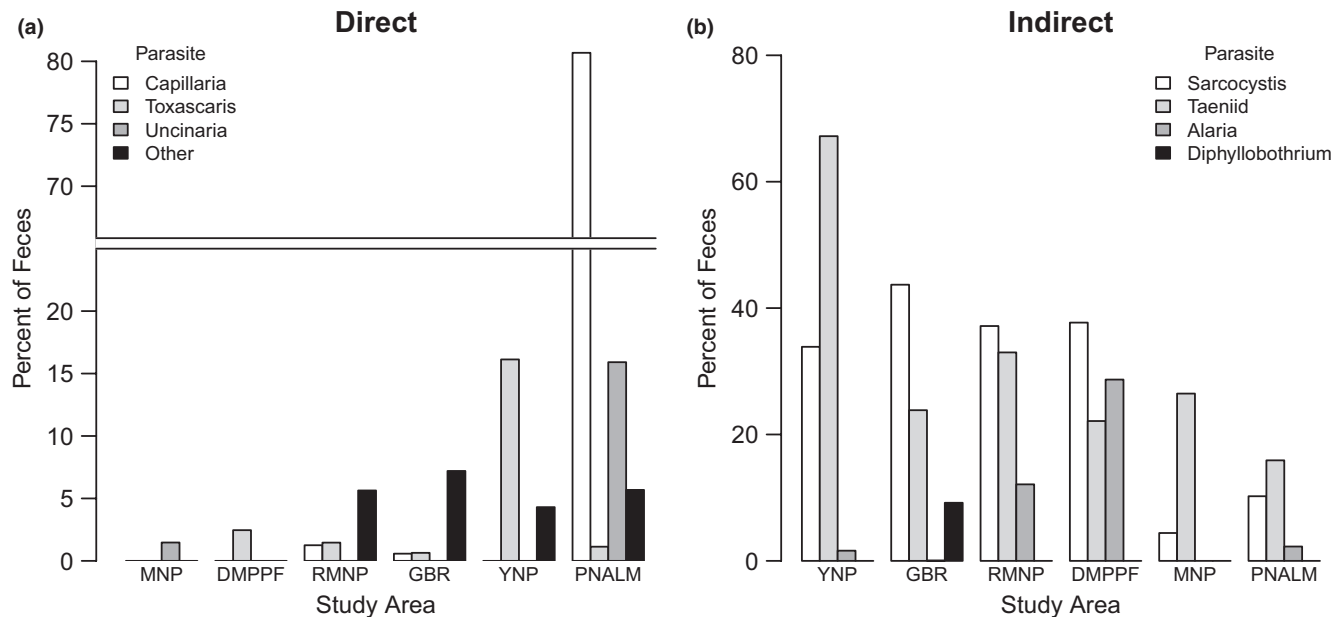 (a)
Direct
Parasite
Capillaria
Toxascaris
Uncinaria
Other
Percent of Feces
80
75
70
20
15
10
5
0
MNP DMPPF RMNP GBR YNP PNALM
Study Area
(b)
Indirect
Parasite
Sarcocystis
Taeniid
Alaria
Diphyllobothrium
Percent of Feces
80
60
40
20
0
YNP GBR RMNP DMPPF MNP PNALM
Study Area